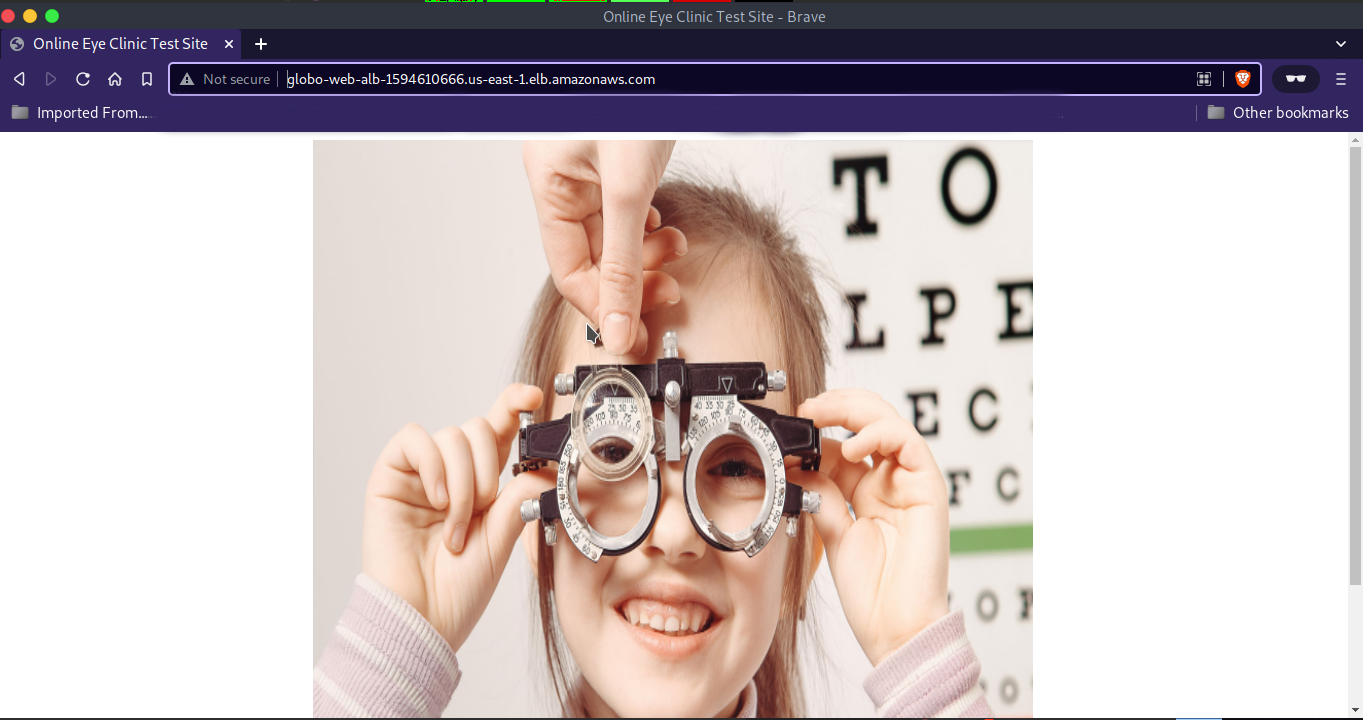 Online Eye Clinic Test Site - Brave
Online Eye Clinic Test Site
Not secure globo-web-alb-1594610666.us-east-1.elb.amazonaws.com
Imported From... Other bookmarks
T O
L P E
E C
F C
O